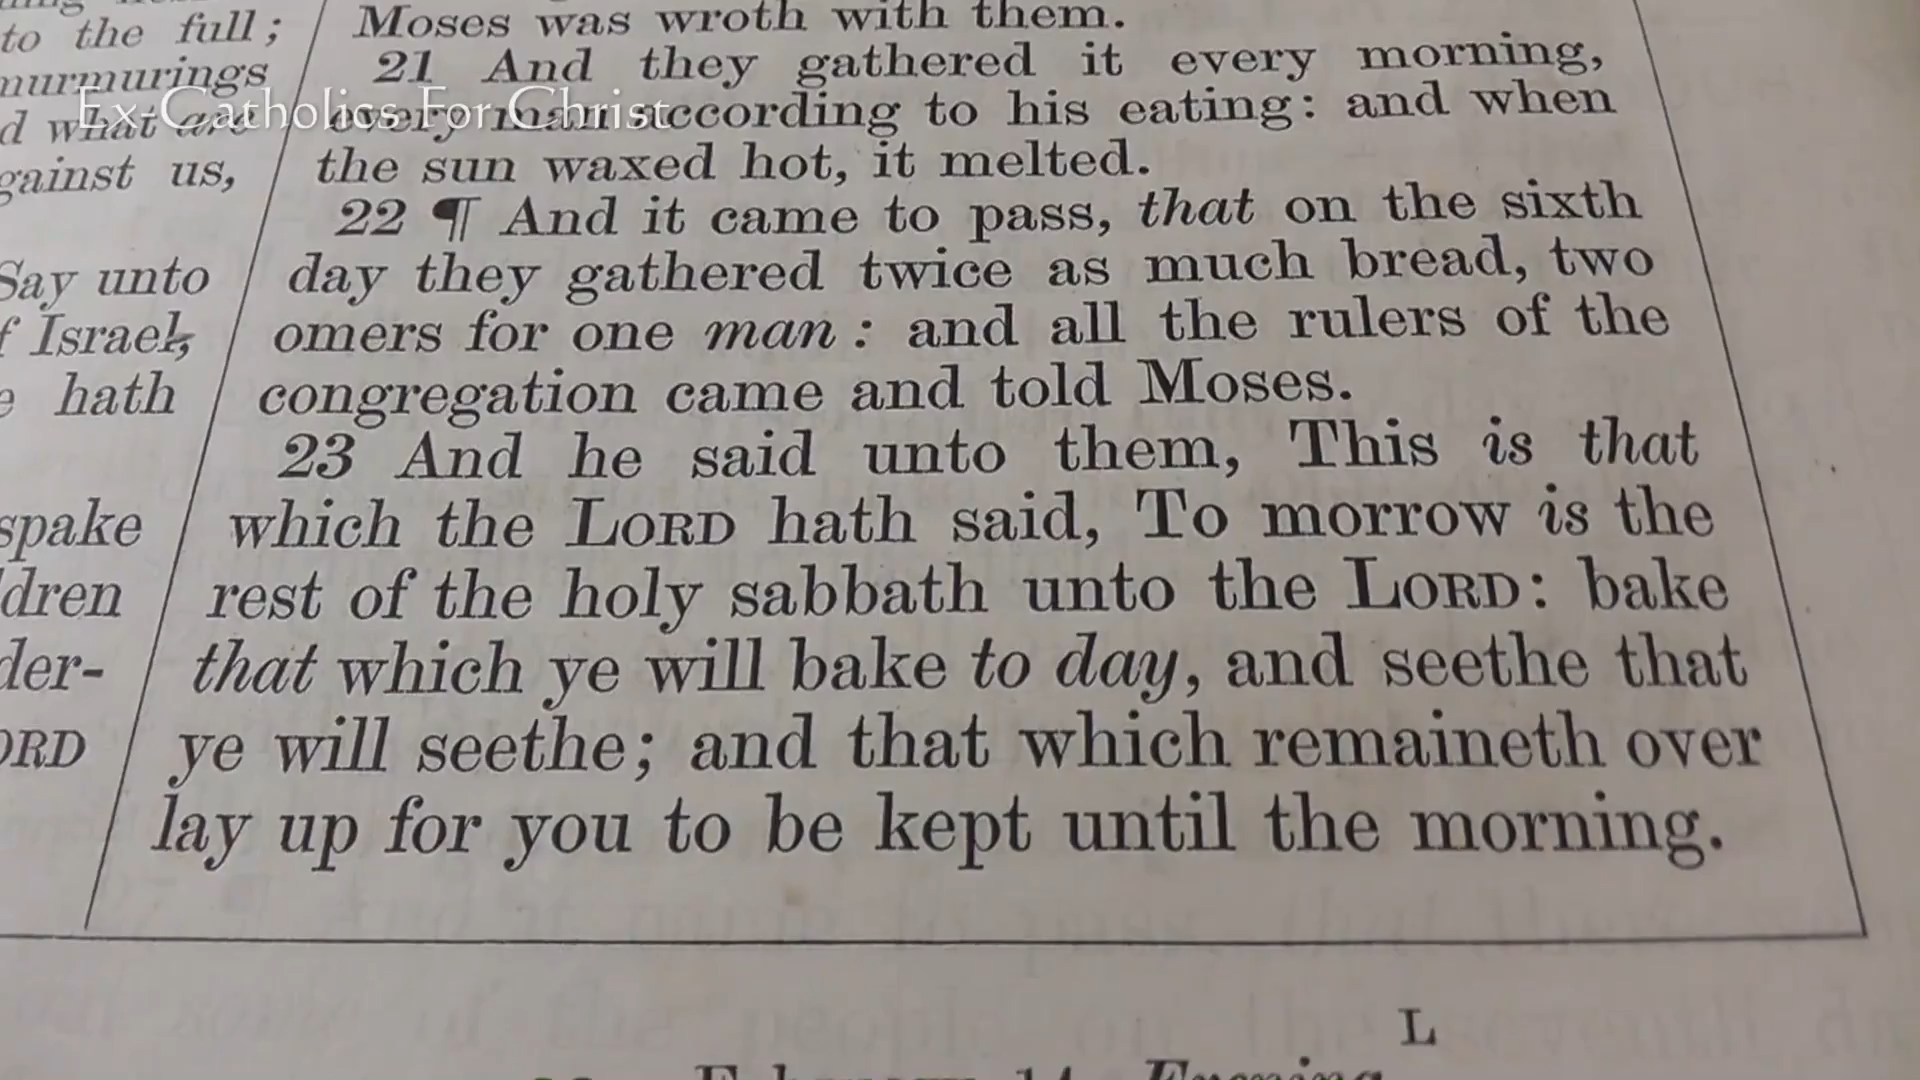 to the full;
murmurings
d what are
gainst us,
Say unto
f Israel,
e hath
spake
dren
der-
ORD
Moses was wroth with them.
21 And they gathered it every morning,
every man according to his eating: and when
the sun waxed hot, it melted.
22 ¶ And it came to pass, that on the sixth
day they gathered twice as much bread, two
omers for one man: and all the rulers of the
congregation came and told Moses.
23 And he said unto them, This is that
which the LORD hath said, To morrow is the
rest of the holy sabbath unto the LORD: bake
that which ye will bake to day, and seethe that
ye will seethe; and that which remaineth over
lay up for you to be kept until the morning.
L
Ex-Catholics For Christ